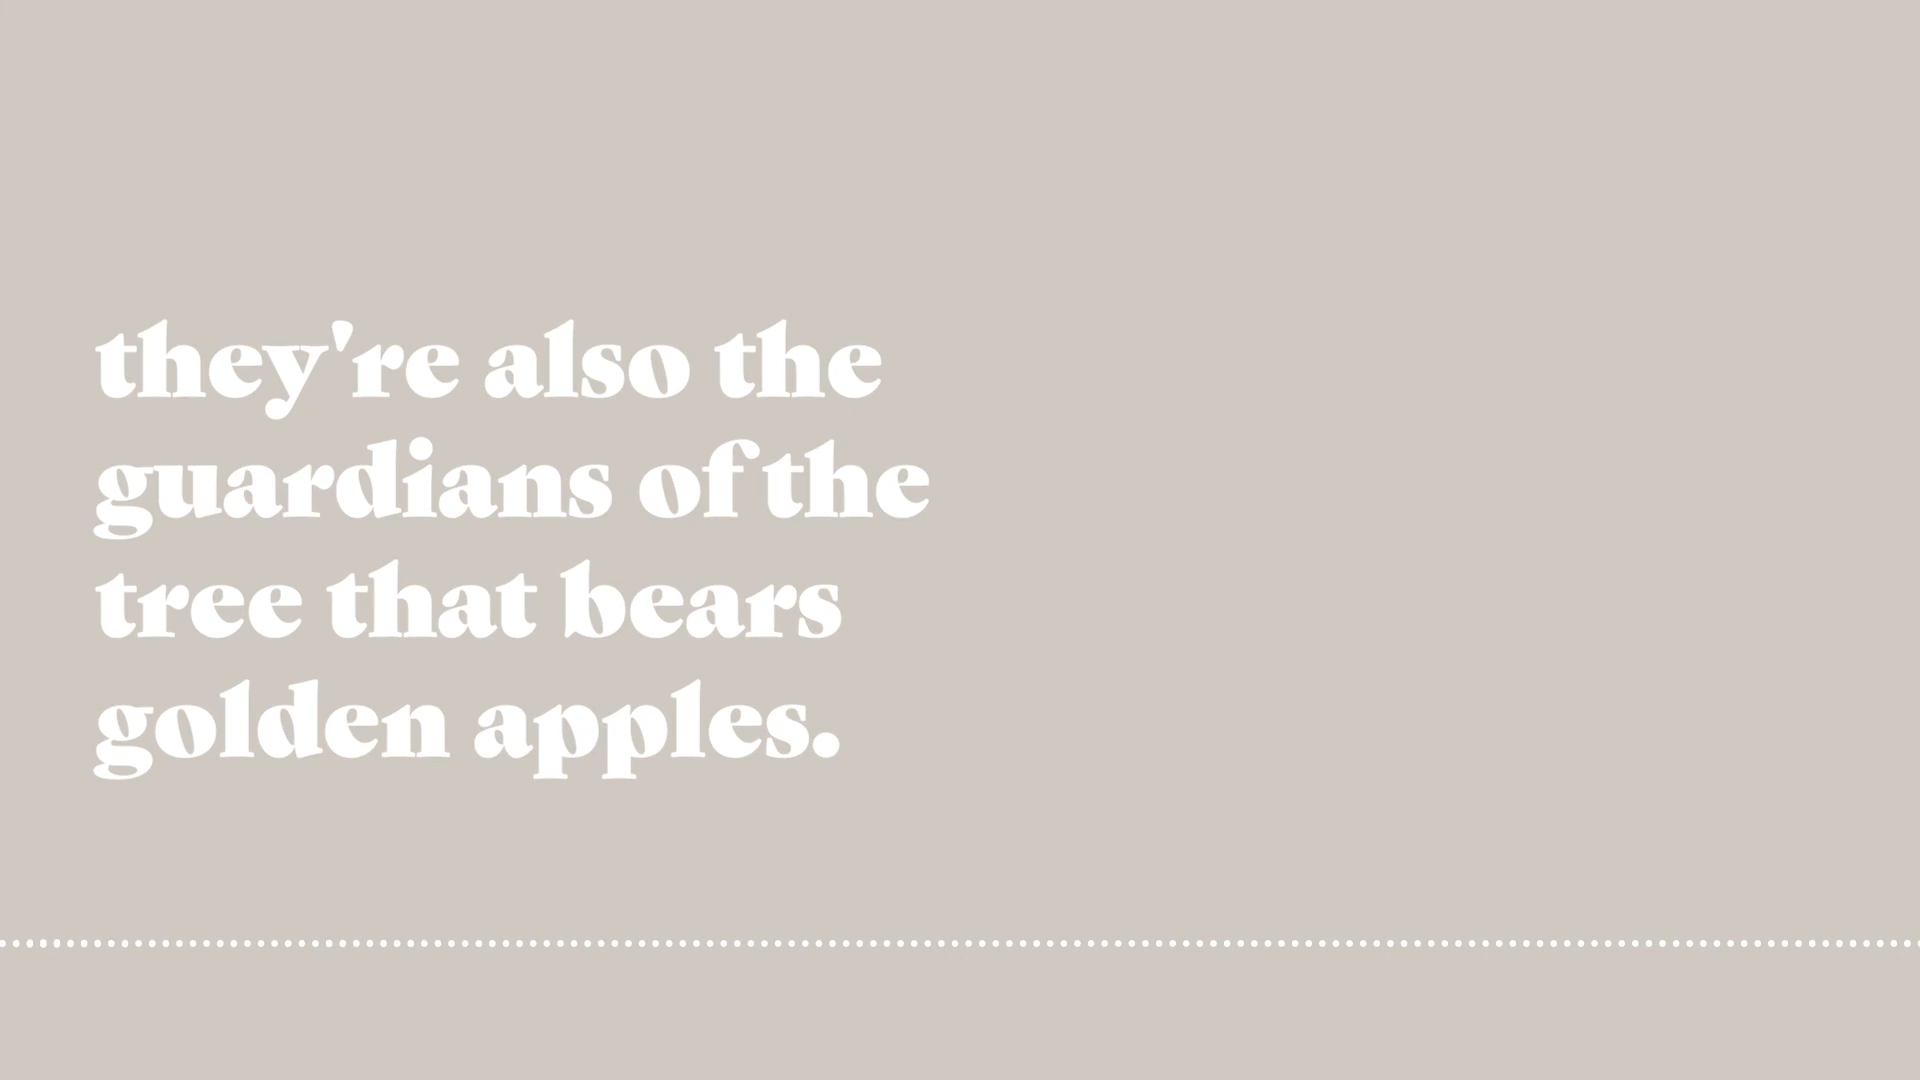 they're also the
guardians of the
tree that bears
golden apples.